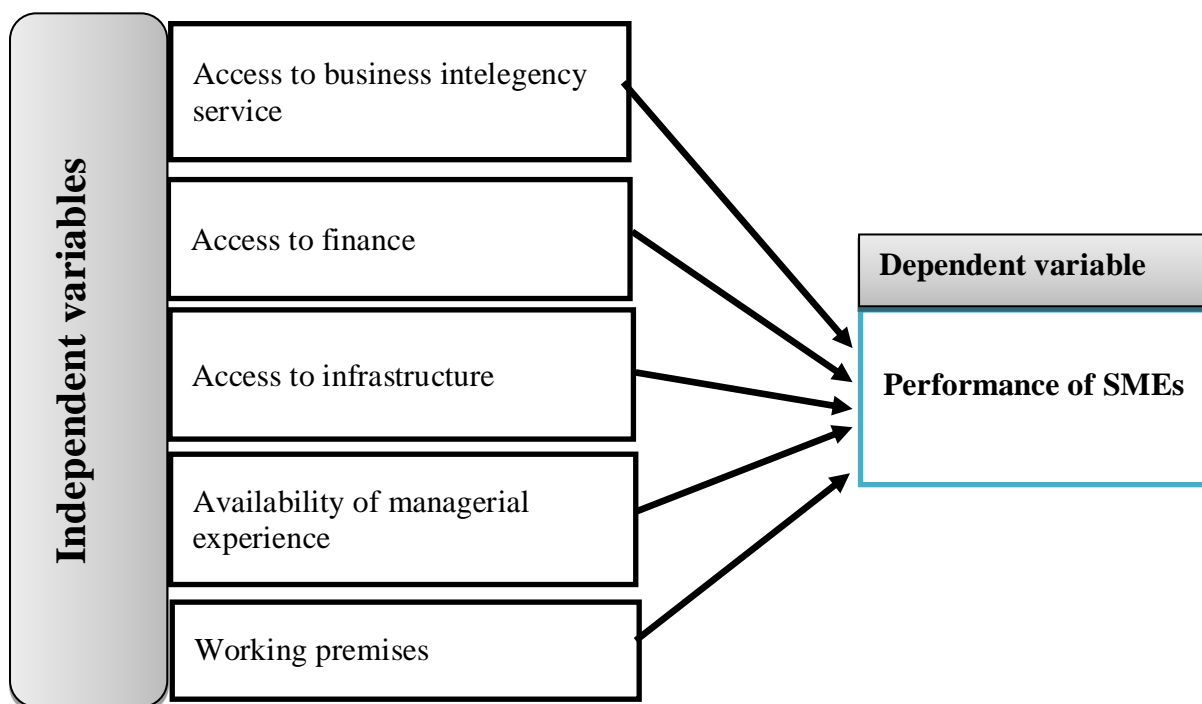 Independent variables
Access to business intelegency
service
Access to finance
Access to infrastructure
Availability of managerial
experience
Working premises
Dependent variable
Performance of SMEs